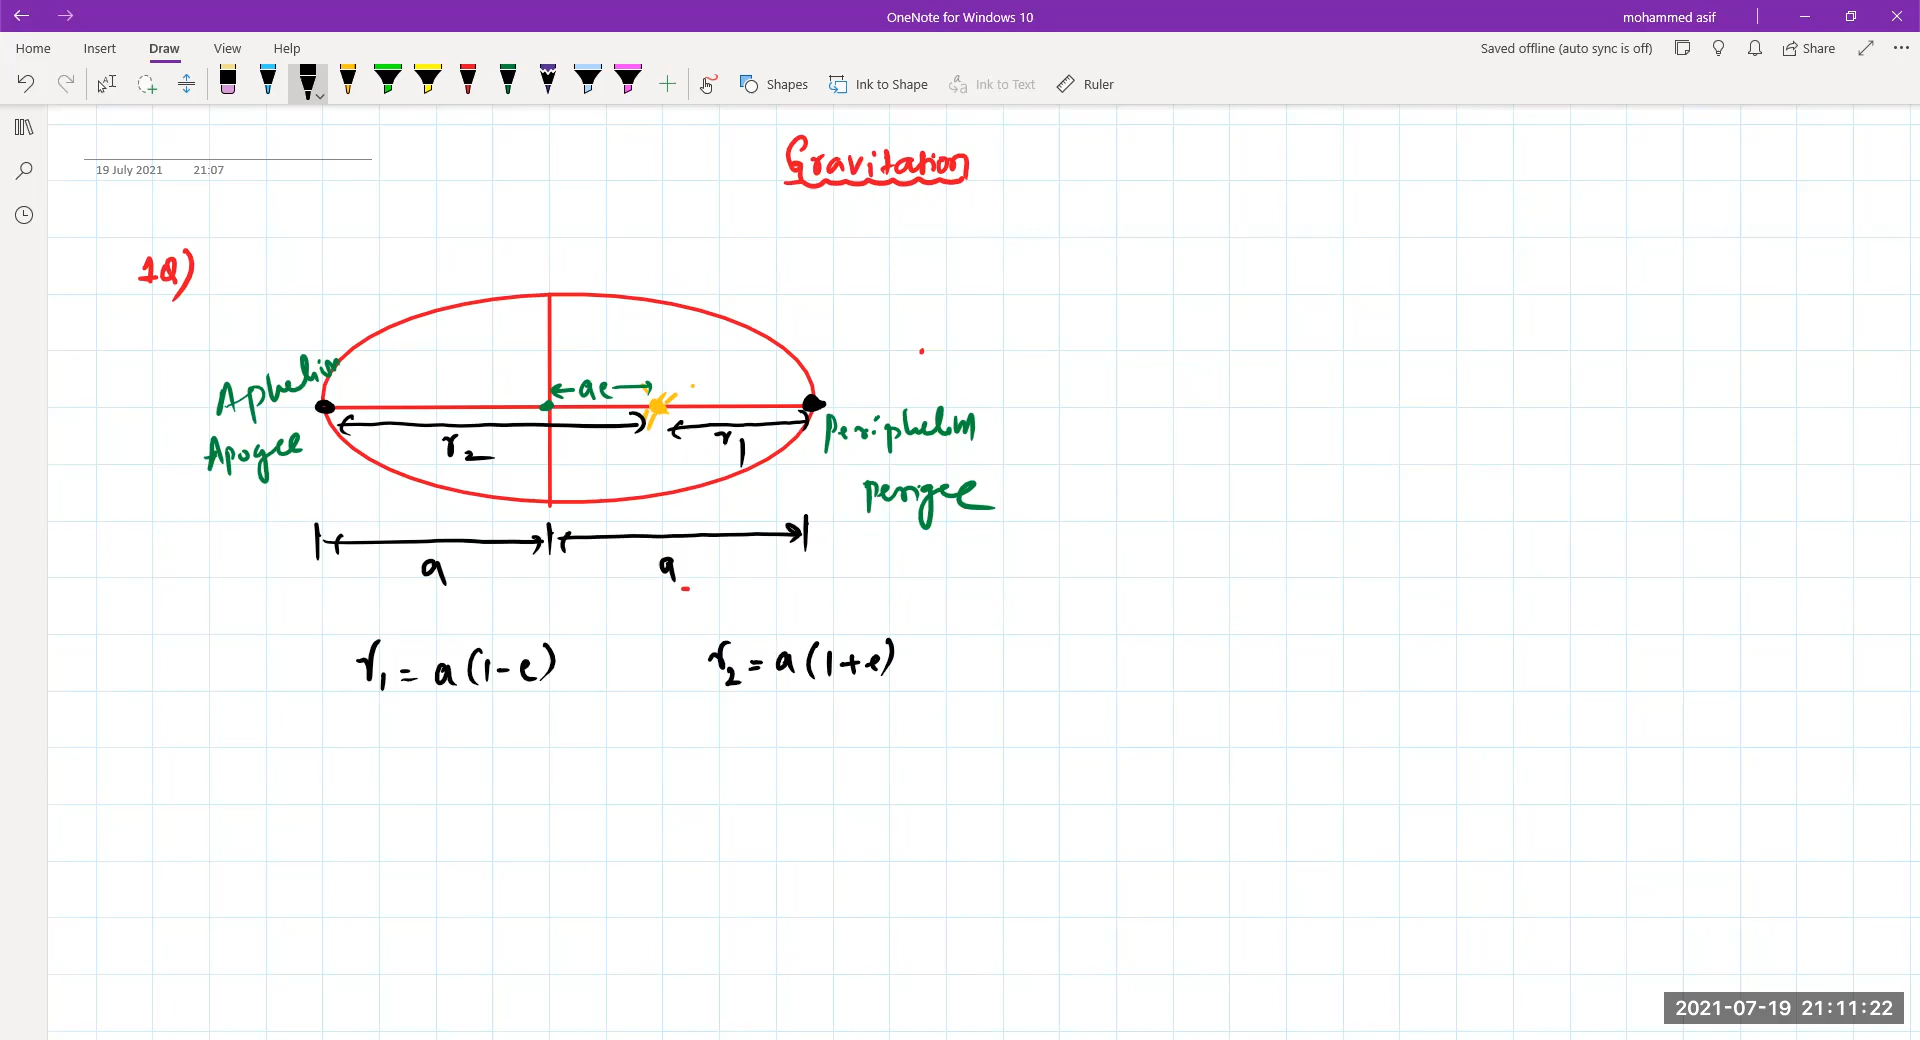 OneNote for Windows 10
mohammed asif
Home Insert Draw View Help
Saved offline (auto sync is off) Share
Shapes Ink to Shape Ink to Text Ruler
Gravitation
19 July 2021 21:07
1Q)
Aphelion
Apogee
ae
r2
r1
Periphelion
perigee
a
a
r1 = a(1-e)
r2 = a(1+e)
2021-07-19 21:11:22